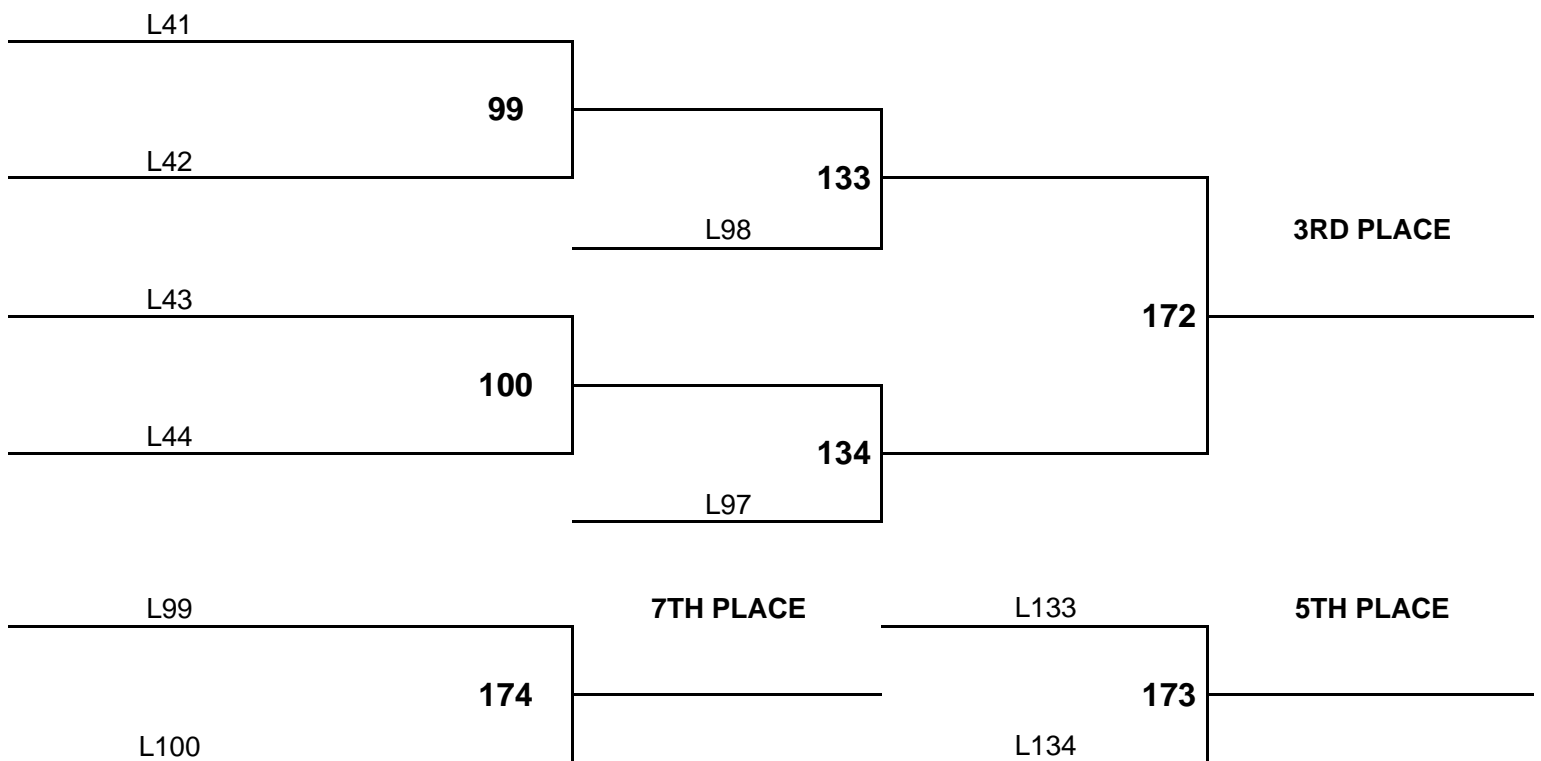 L41
99
L42
133
L98
3RD PLACE
L43
172
100
L44
134
L97
L99
7TH PLACE
L133
5TH PLACE
174
173
L100
L134